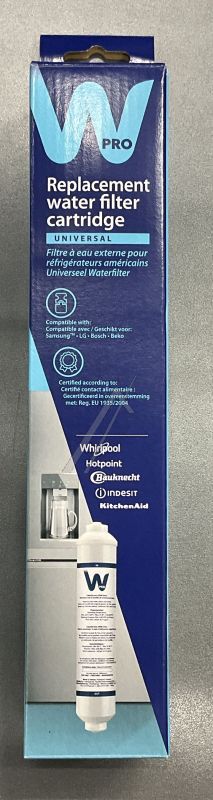 W
PRO
Replacement
water filter
cartridge
UNIVERSAL
Filtre à eau externe pour
réfrigérateurs américains
Universeel Waterfilter
Compatible with:
Compatible avec / Geschikt voor:
Samsung™ • LG • Bosch • Beko
Certified according to:
Certifié contact alimentaire :
Gecertificeerd in overeenstemming
met: Reg. EU 1935/2004
Whirlpool
Hotpoint
Bauknecht
INDESIT
KitchenAid
W